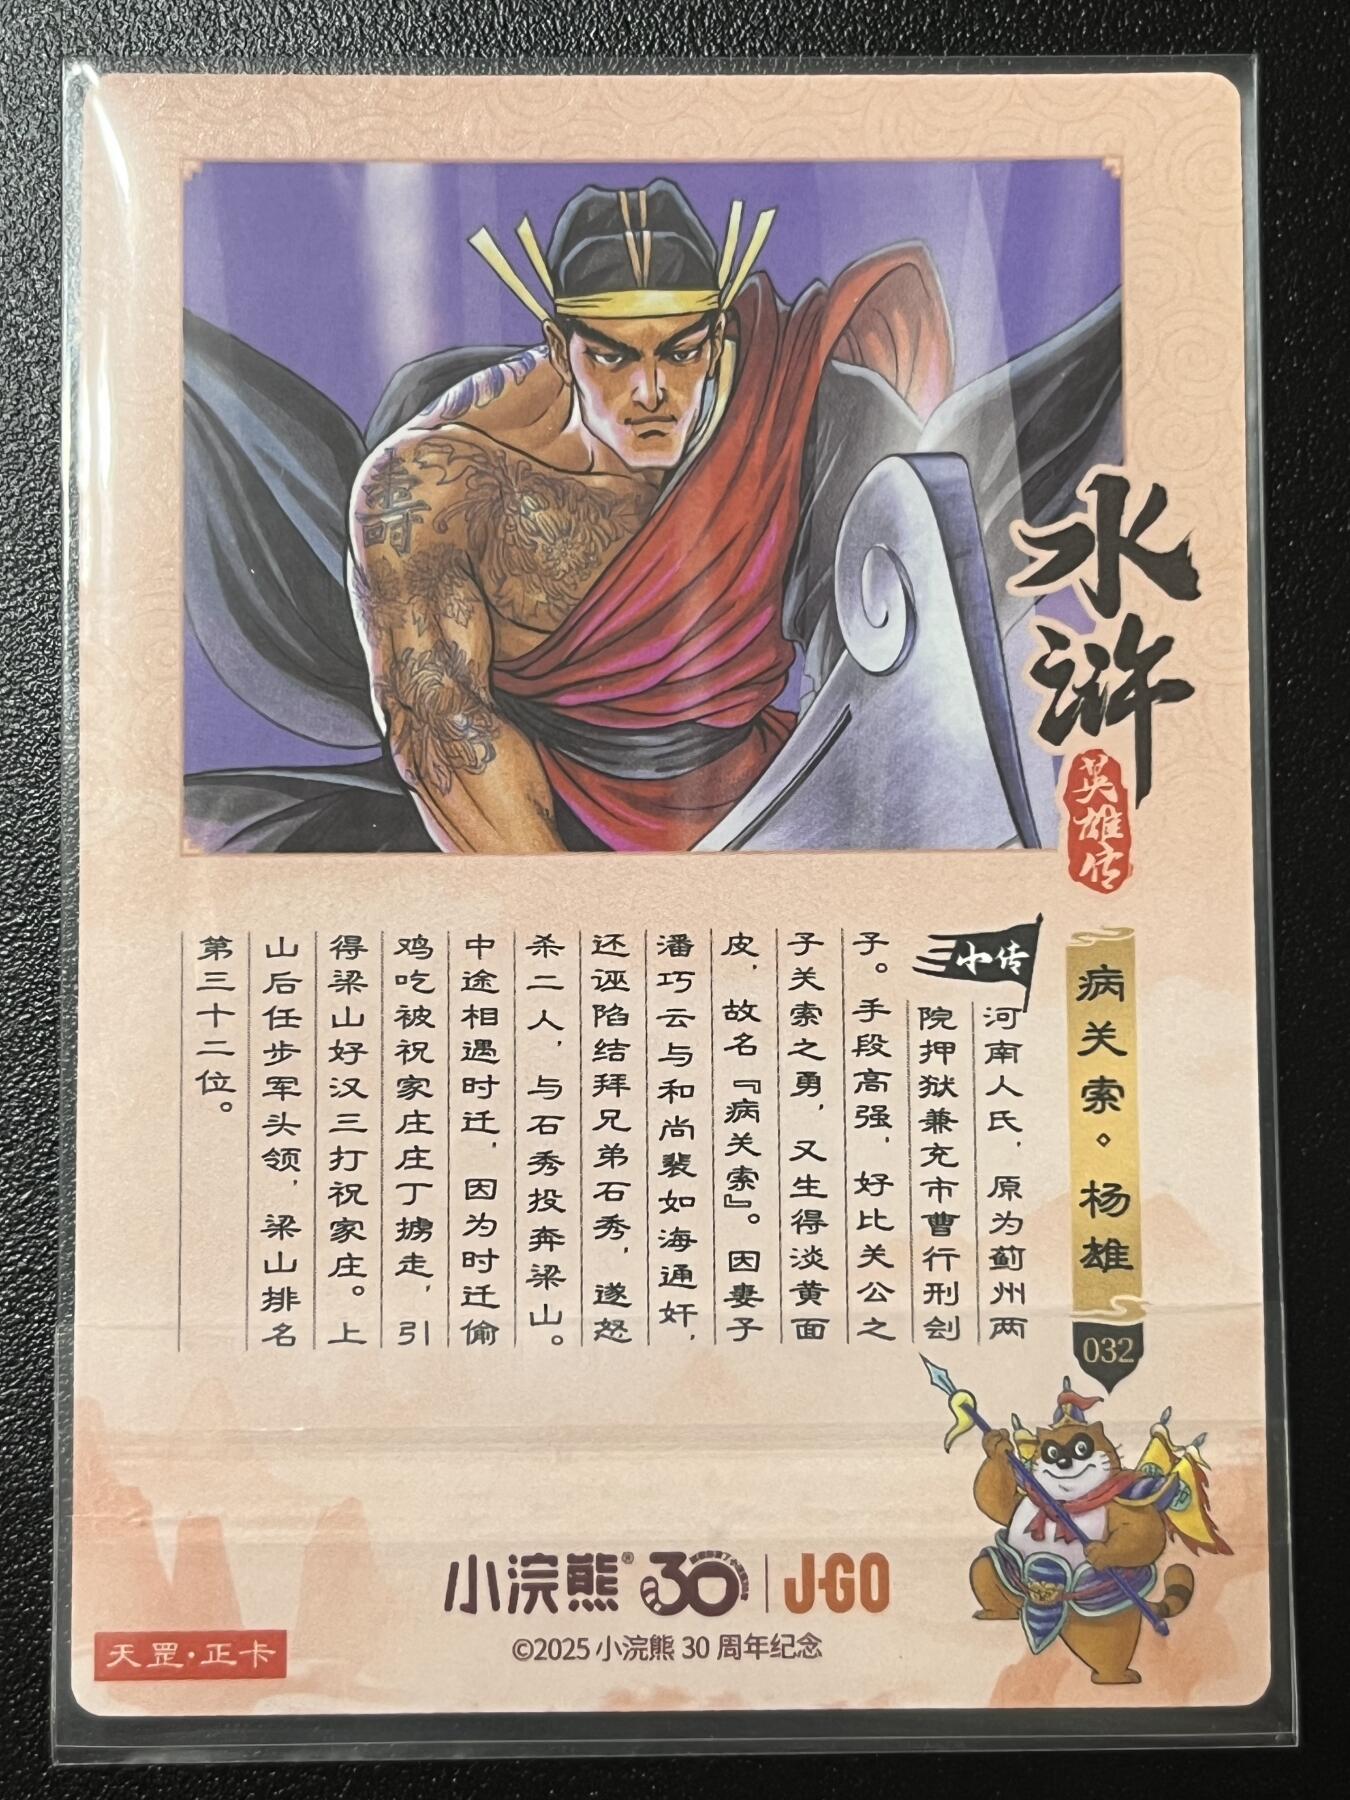 水浒
英雄传
病关索。杨雄
032
小传
河南人氏，原为蓟州两
院押狱兼充市曹行刑刽
子。手段高强，好比关公之
子关索之勇，又生得淡黄面
皮，故名『病关索』。因妻子
潘巧云与和尚裴如海通奸，
还诬陷结拜兄弟石秀，遂怒
杀二人，与石秀投奔梁山。
中途相遇时迁，因为时迁偷
鸡吃被祝家庄庄丁掳走，引
得梁山好汉三打祝家庄。上
山后任步军头领，梁山排名
第三十二位。
寿
小浣熊® 30 | J-GO
©2025 小浣熊 30 周年纪念
天罡·正卡